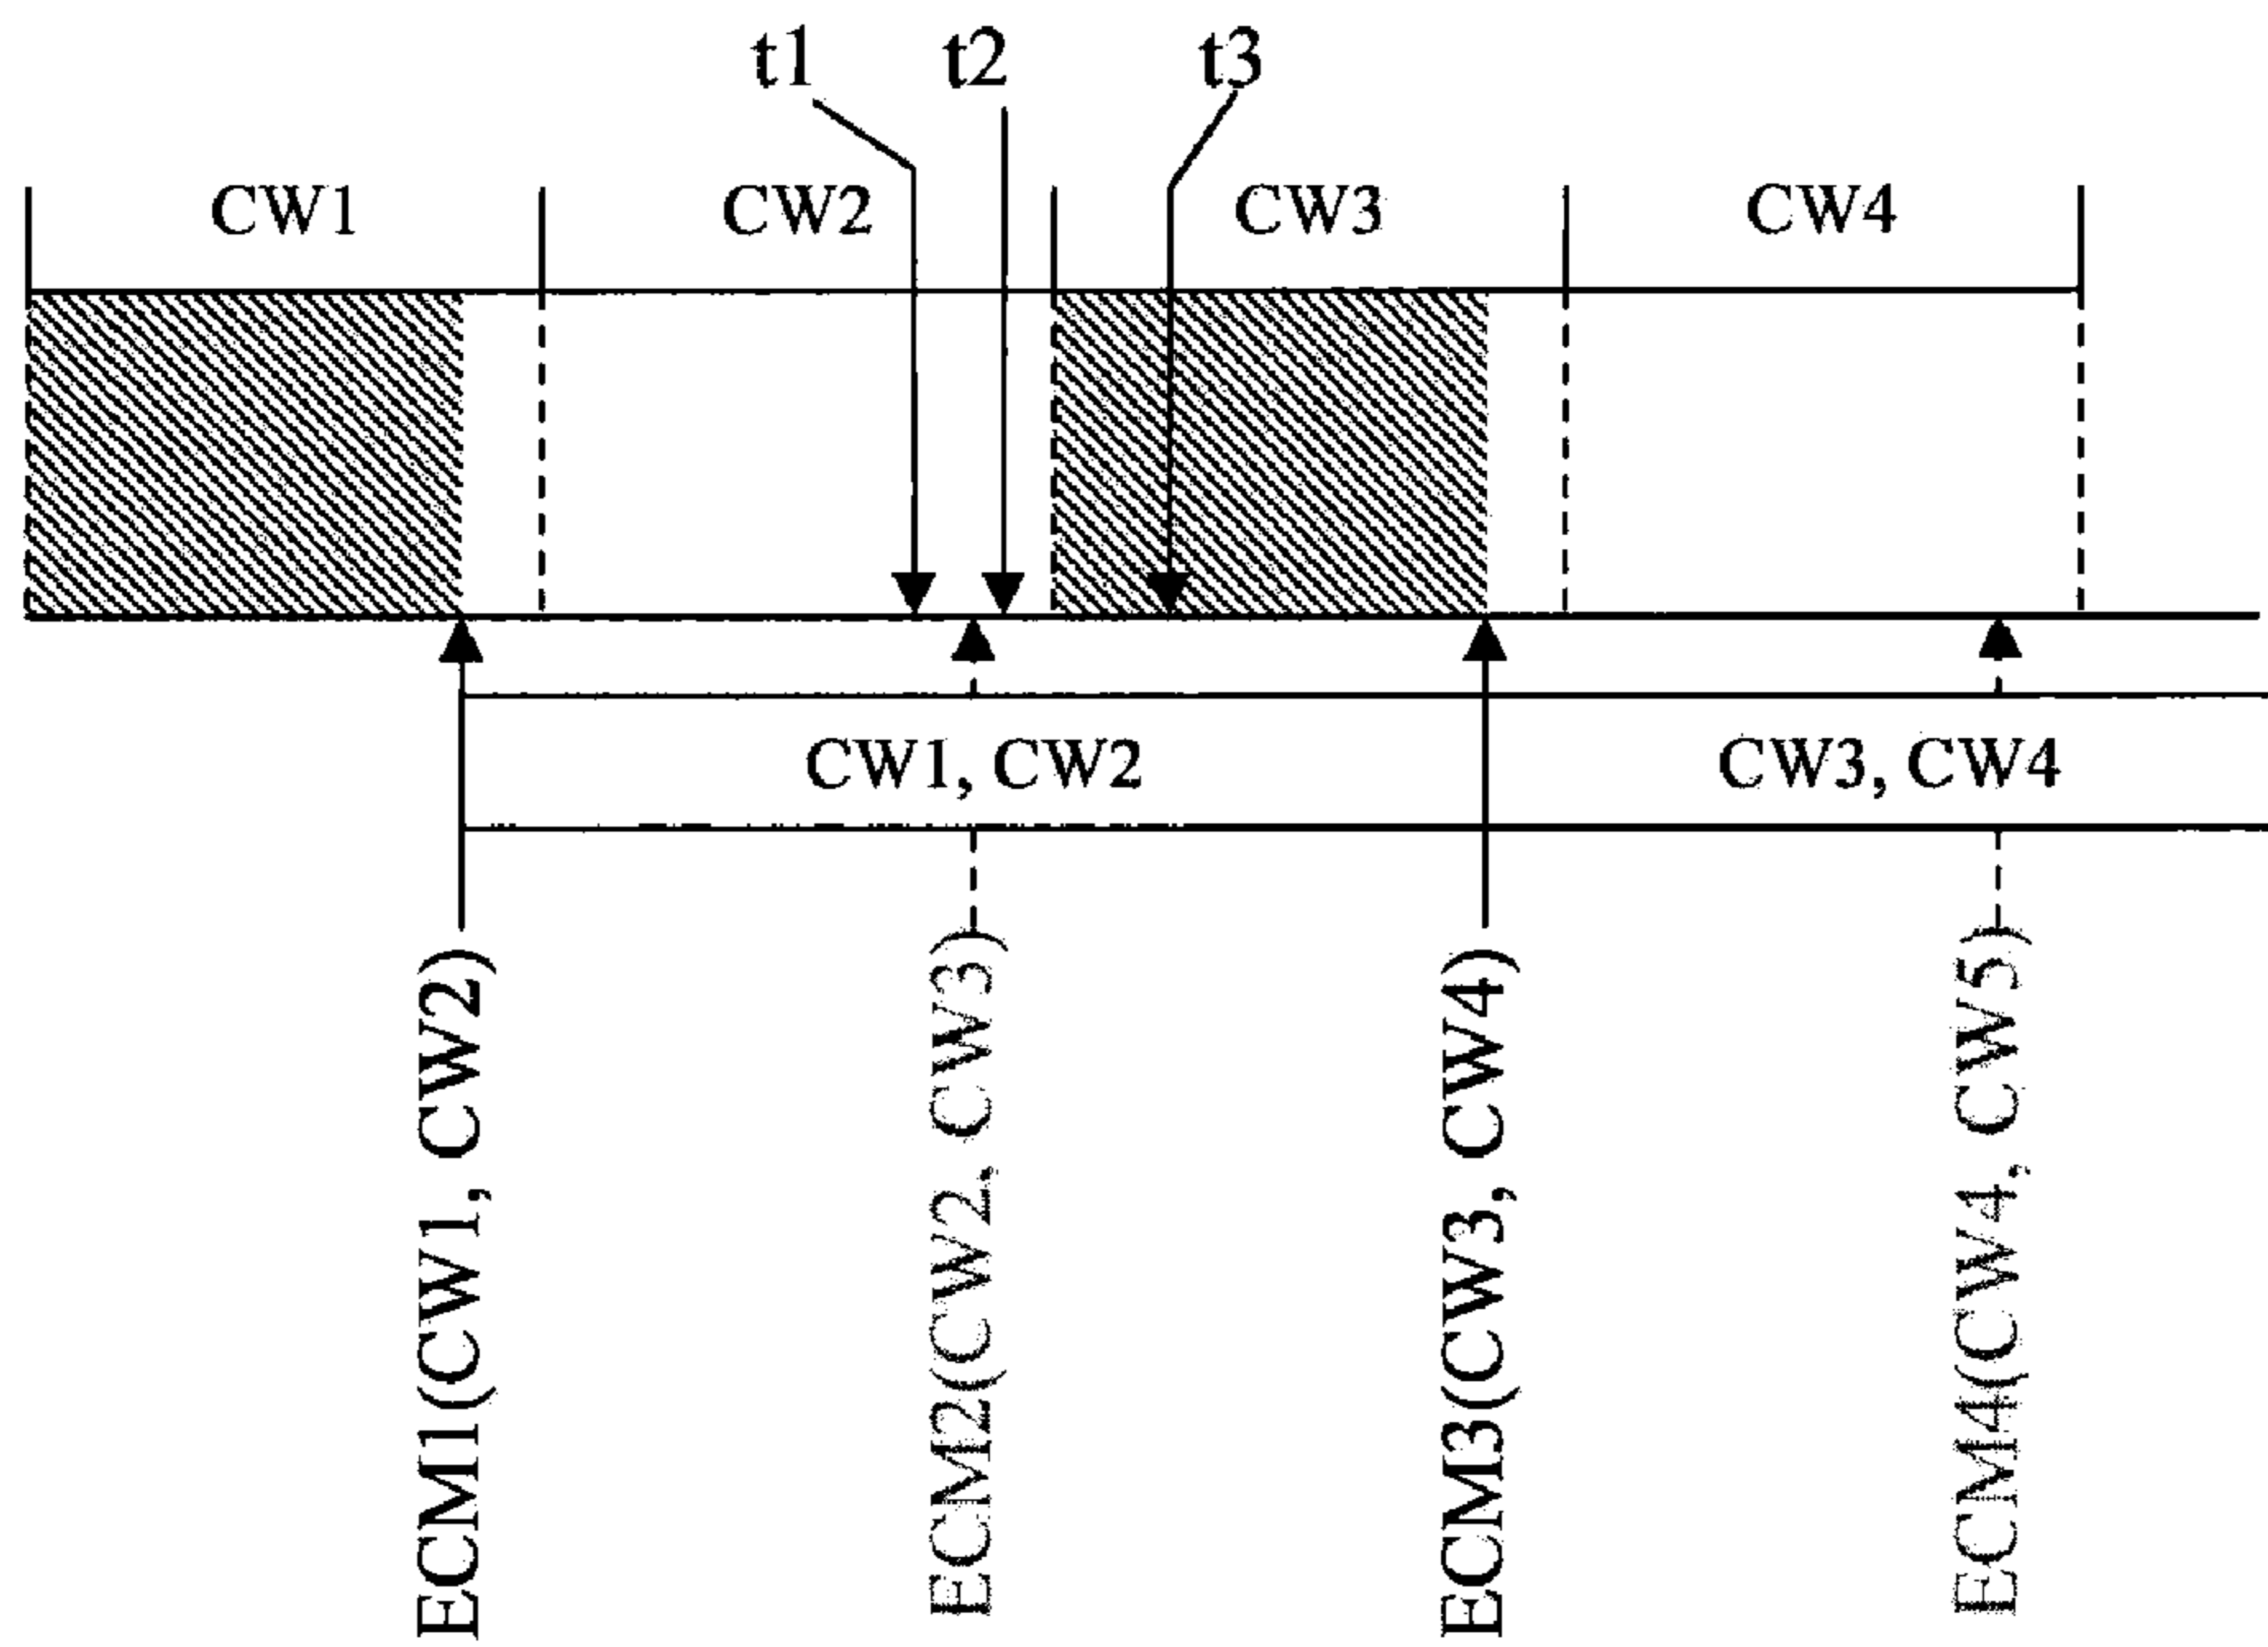 t1 t2 t3
CW1 CW2 CW3 CW4
CW1, CW2 CW3, CW4
ECM1(CW1, CW2)
ECM2(CW2, CW3)
ECM3(CW3, CW4)
ECM4(CW4, CW5)